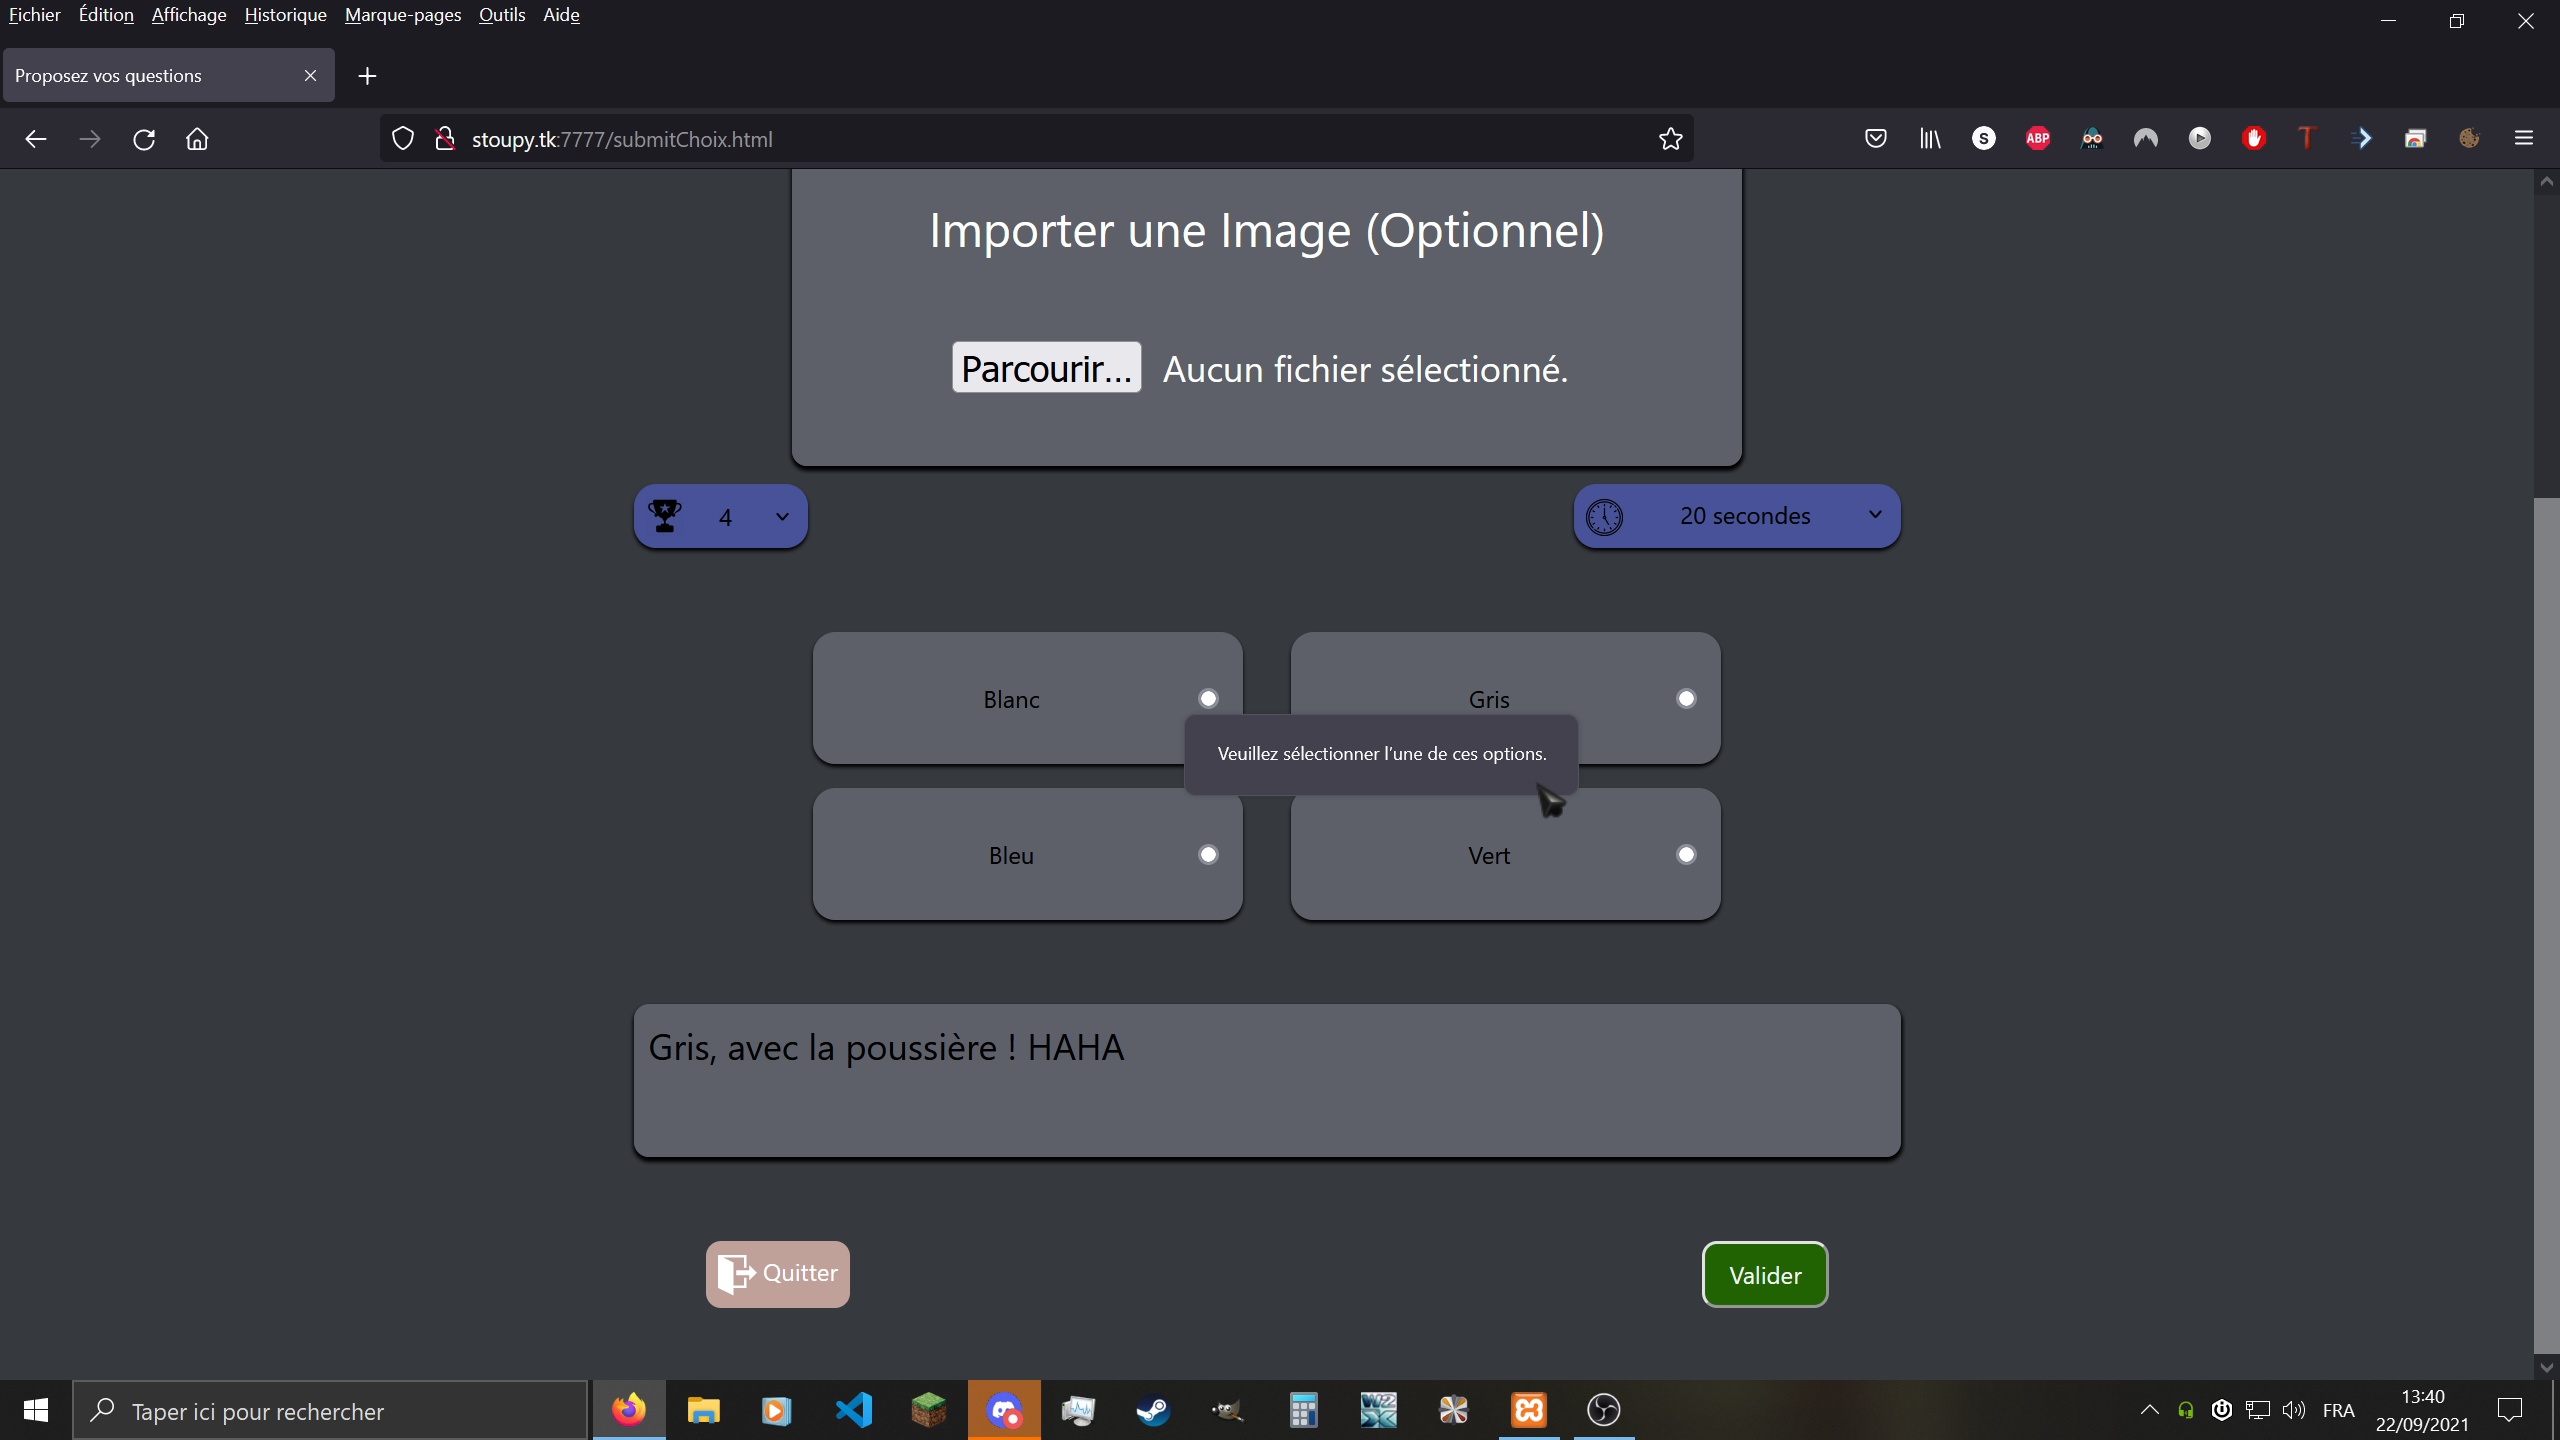 Fichier Édition Affichage Historique Marque-pages Outils Aide
Proposez vos questions
stoupy.tk:7777/submitChoix.html
S
ABP
Importer une Image (Optionnel)
Parcourir... Aucun fichier sélectionné.
4
20 secondes
Blanc
Gris
Veuillez sélectionner l'une de ces options.
Bleu
Vert
Gris, avec la poussière ! HAHA
Quitter
Valider
Taper ici pour rechercher
FRA
13:40
22/09/2021